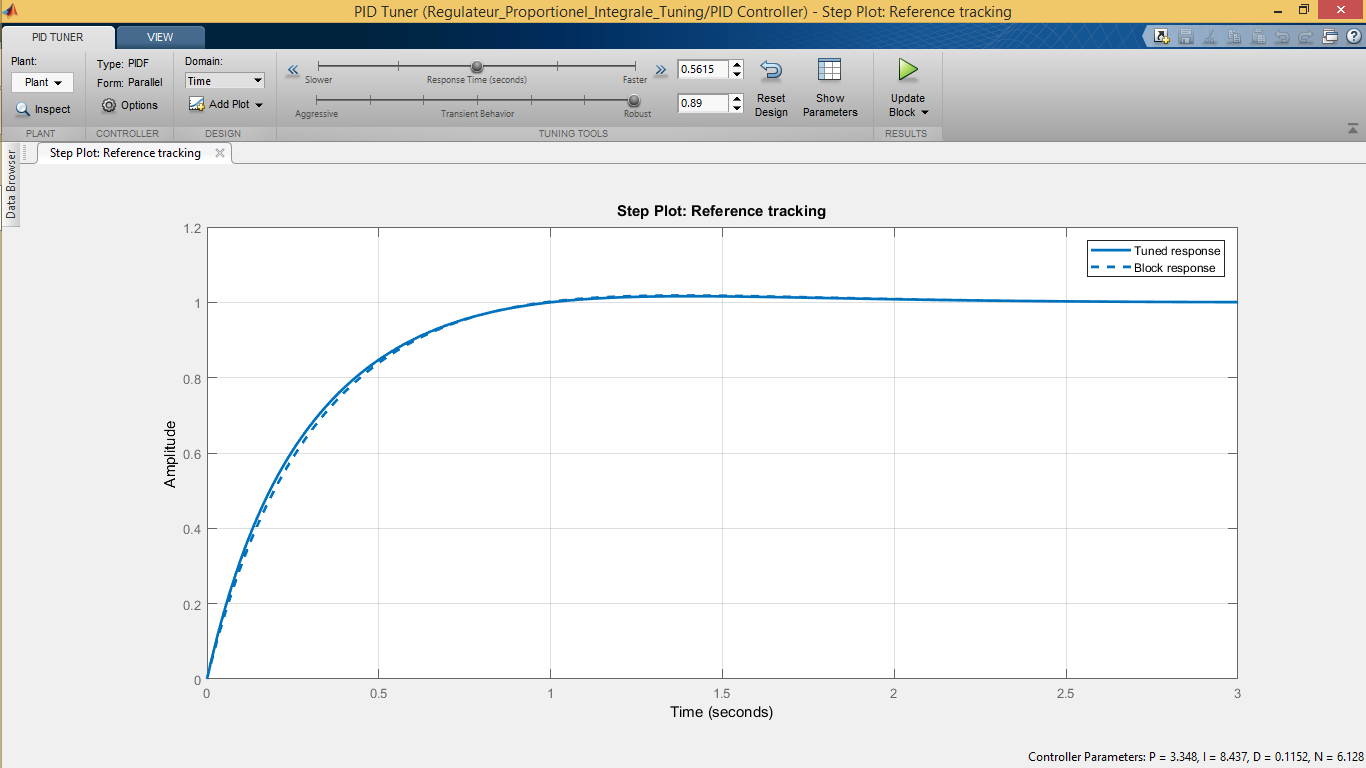 PID Tuner (Regulateur_Proportionel_Integrale_Tuning/PID Controller) - Step Plot: Reference tracking
PID TUNER
VIEW
Plant:
Plant
Inspect
PLANT
Type: PIDF
Form: Parallel
Options
CONTROLLER
Domain:
Time
Add Plot
DESIGN
Slower
Response Time (seconds)
Faster
0.5615
Aggressive
Transient Behavior
Robust
0.89
Reset
Design
Show
Parameters
TUNING TOOLS
Update
Block
RESULTS
Data Browser
Step Plot: Reference tracking
Step Plot: Reference tracking
Tuned response
Block response
Amplitude
1.2
1
0.8
0.6
0.4
0.2
0
0
0.5
1
1.5
2
2.5
3
Time (seconds)
Controller Parameters: P = 3.348, I = 8.437, D = 0.1152, N = 6.128